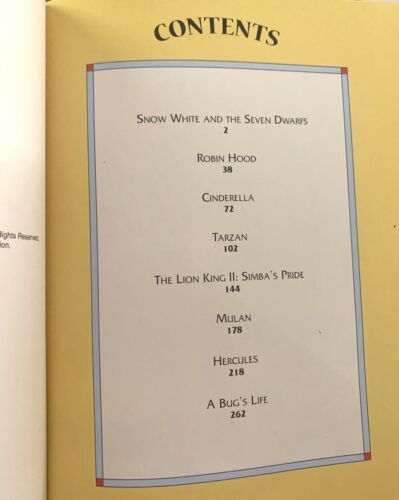 CONTENTS
SNOW WHITE AND THE SEVEN DWARFS
2
ROBIN HOOD
38
CINDERELLA
72
TARZAN
102
THE LION KING II: SIMBA'S PRIDE
144
MULAN
178
HERCULES
218
A BUG'S LIFE
262
Rights Reserved
ion.